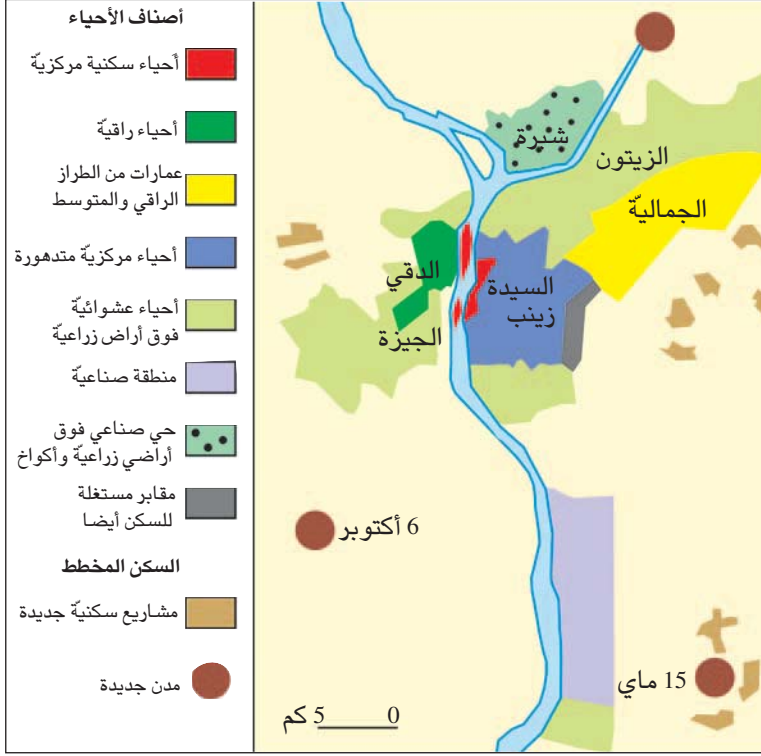 أصناف الأحياء
أحياء سكنية مركزيّة
أحياء راقيّة
عمارات من الطراز
الراقي والمتوسط
أحياء مركزيّة متدهورة
أحياء عشوائيّة
فوق أراض زراعيّة
منطقة صناعيّة
حي صناعي فوق
أراضي زراعيّة وأكواخ
مقابر مستغلة
للسكن أيضا
السكن المخطط
مشاريع سكنيّة جديدة
مدن جديدة
شبرة
الزيتون
الجماليّة
الدقي
السيدة
زينب
الجيزة
6 أكتوبر
15 ماي
0 5 كم